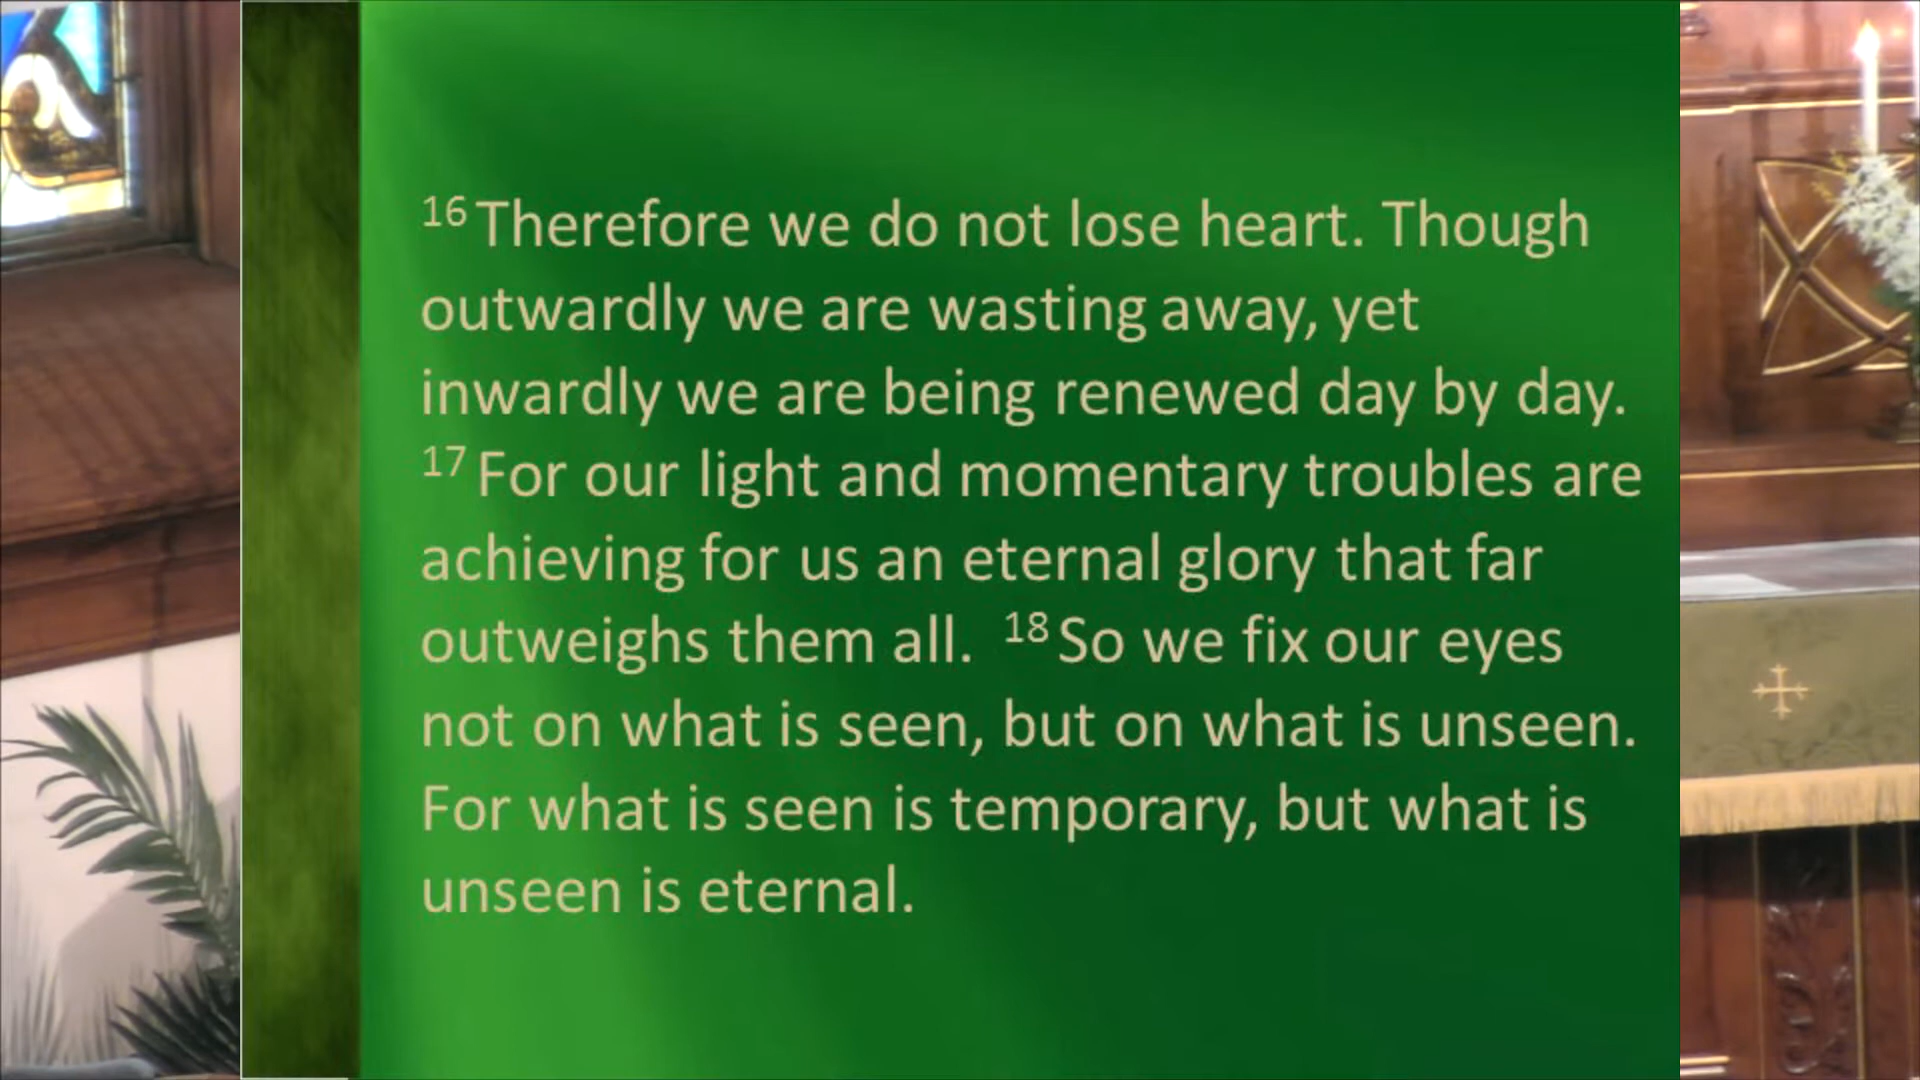 16 Therefore we do not lose heart. Though
outwardly we are wasting away, yet
inwardly we are being renewed day by day.
17 For our light and momentary troubles are
achieving for us an eternal glory that far
outweighs them all. 18 So we fix our eyes
not on what is seen, but on what is unseen.
For what is seen is temporary, but what is
unseen is eternal.